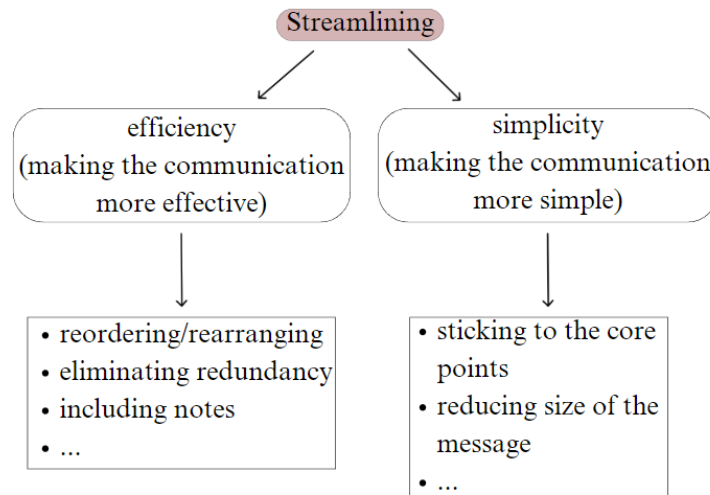 Streamlining
efficiency
(making the communication
more effective)
simplicity
(making the communication
more simple)
• reordering/rearranging
• eliminating redundancy
• including notes
• ...
• sticking to the core
points
• reducing size of the
message
• ...